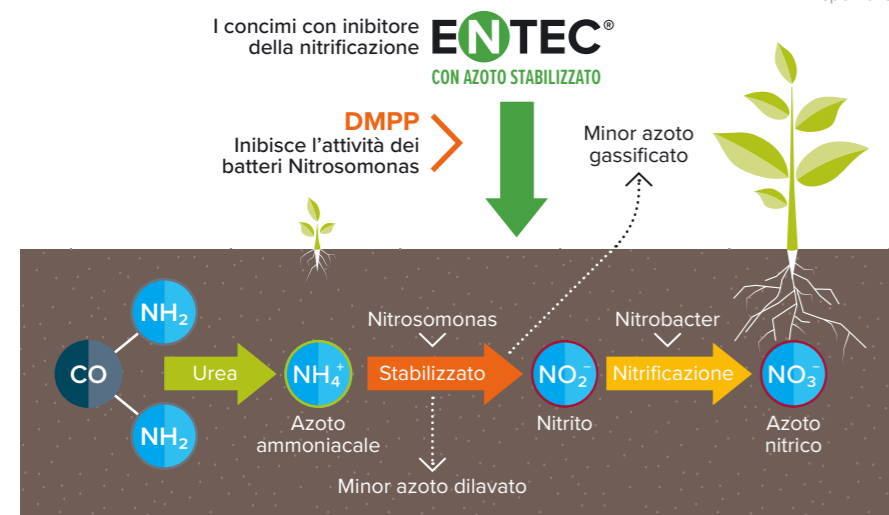 I concimi con inibitore
della nitrificazione
ENTEC®
CON AZOTO STABILIZZATO
DMPP
Inibisce l'attività dei
batteri Nitrosomonas
Minor azoto
gassificato
NH₂
CO
NH₂
Urea
NH₄⁺
Azoto
ammoniacale
Nitrosomonas
Stabilizzato
Minor azoto dilavato
NO₂⁻
Nitrito
Nitrobacter
Nitrificazione
NO₃⁻
Azoto
nitrico